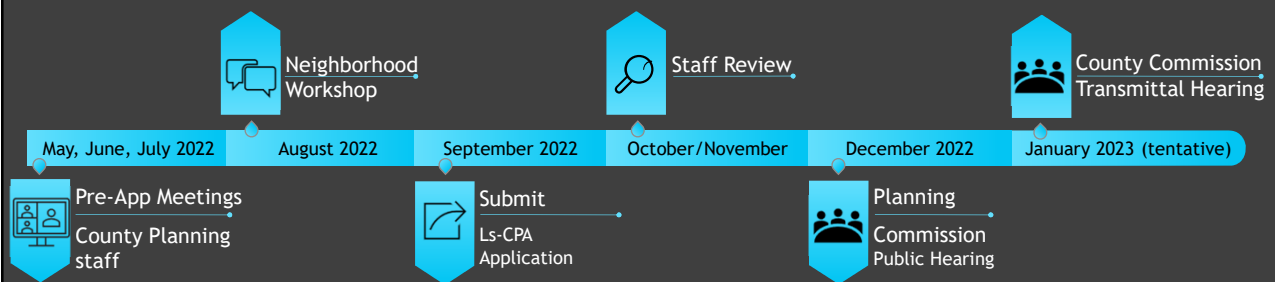 Neighborhood
Workshop
Staff Review
County Commission
Transmittal Hearing
May, June, July 2022
August 2022
September 2022
October/November
December 2022
January 2023 (tentative)
Pre-App Meetings
County Planning
staff
Submit
Ls-CPA
Application
Planning
Commission
Public Hearing